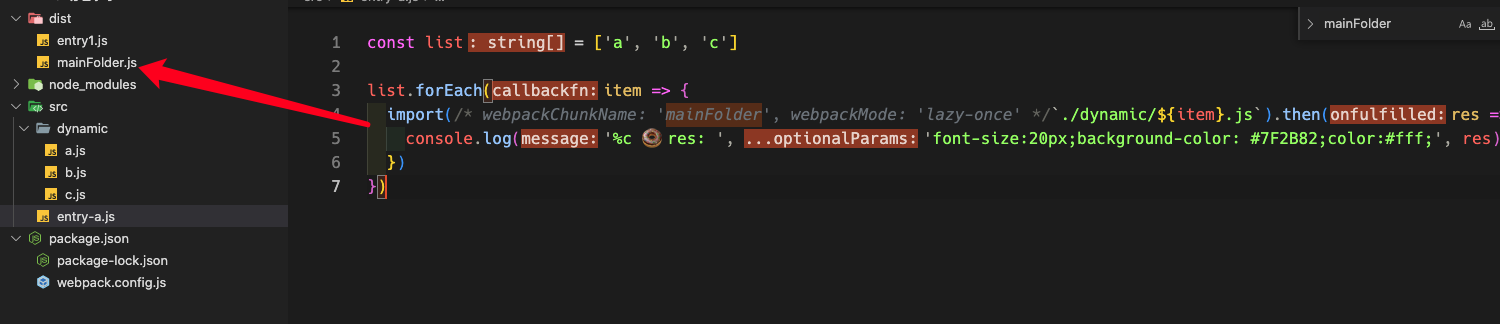 dist
entry1.js
mainFolder.js
node_modules
src
dynamic
a.js
b.js
c.js
entry-a.js
package.json
package-lock.json
webpack.config.js
mainFolder
Aa ab
1 const list: string[] = ['a', 'b', 'c']
2
3 list.forEach(callbackfn: item => {
4 import(/* webpackChunkName: 'mainFolder', webpackMode: 'lazy-once' */`./dynamic/${item}.js`).then(onfulfilled: res =
5 console.log(message: '%c 🍩 res: ', ...optionalParams: 'font-size:20px;background-color: #7F2B82;color:#fff;', res)
6 })
7 })